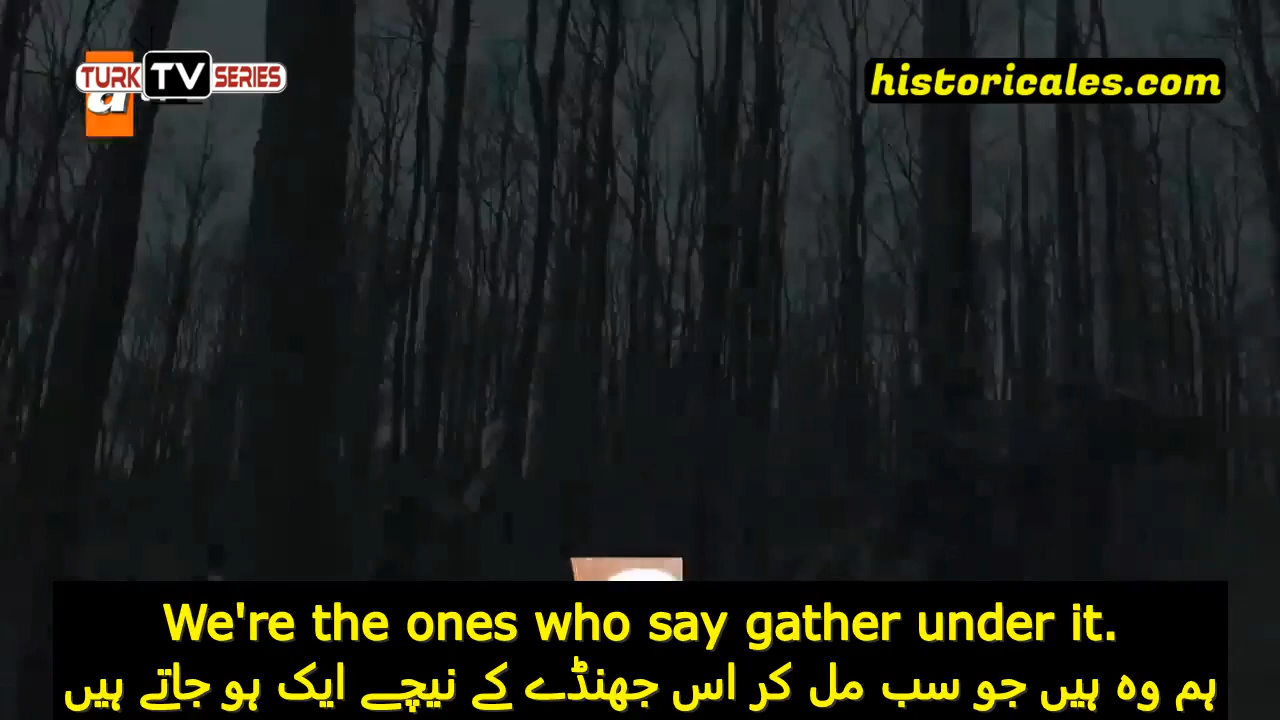 TURK TV SERIES
historicales.com
We're the ones who say gather under it.
ہم وہ ہیں جو سب مل کر اس جھنڈے کے نیچے ایک ہو جاتے ہیں